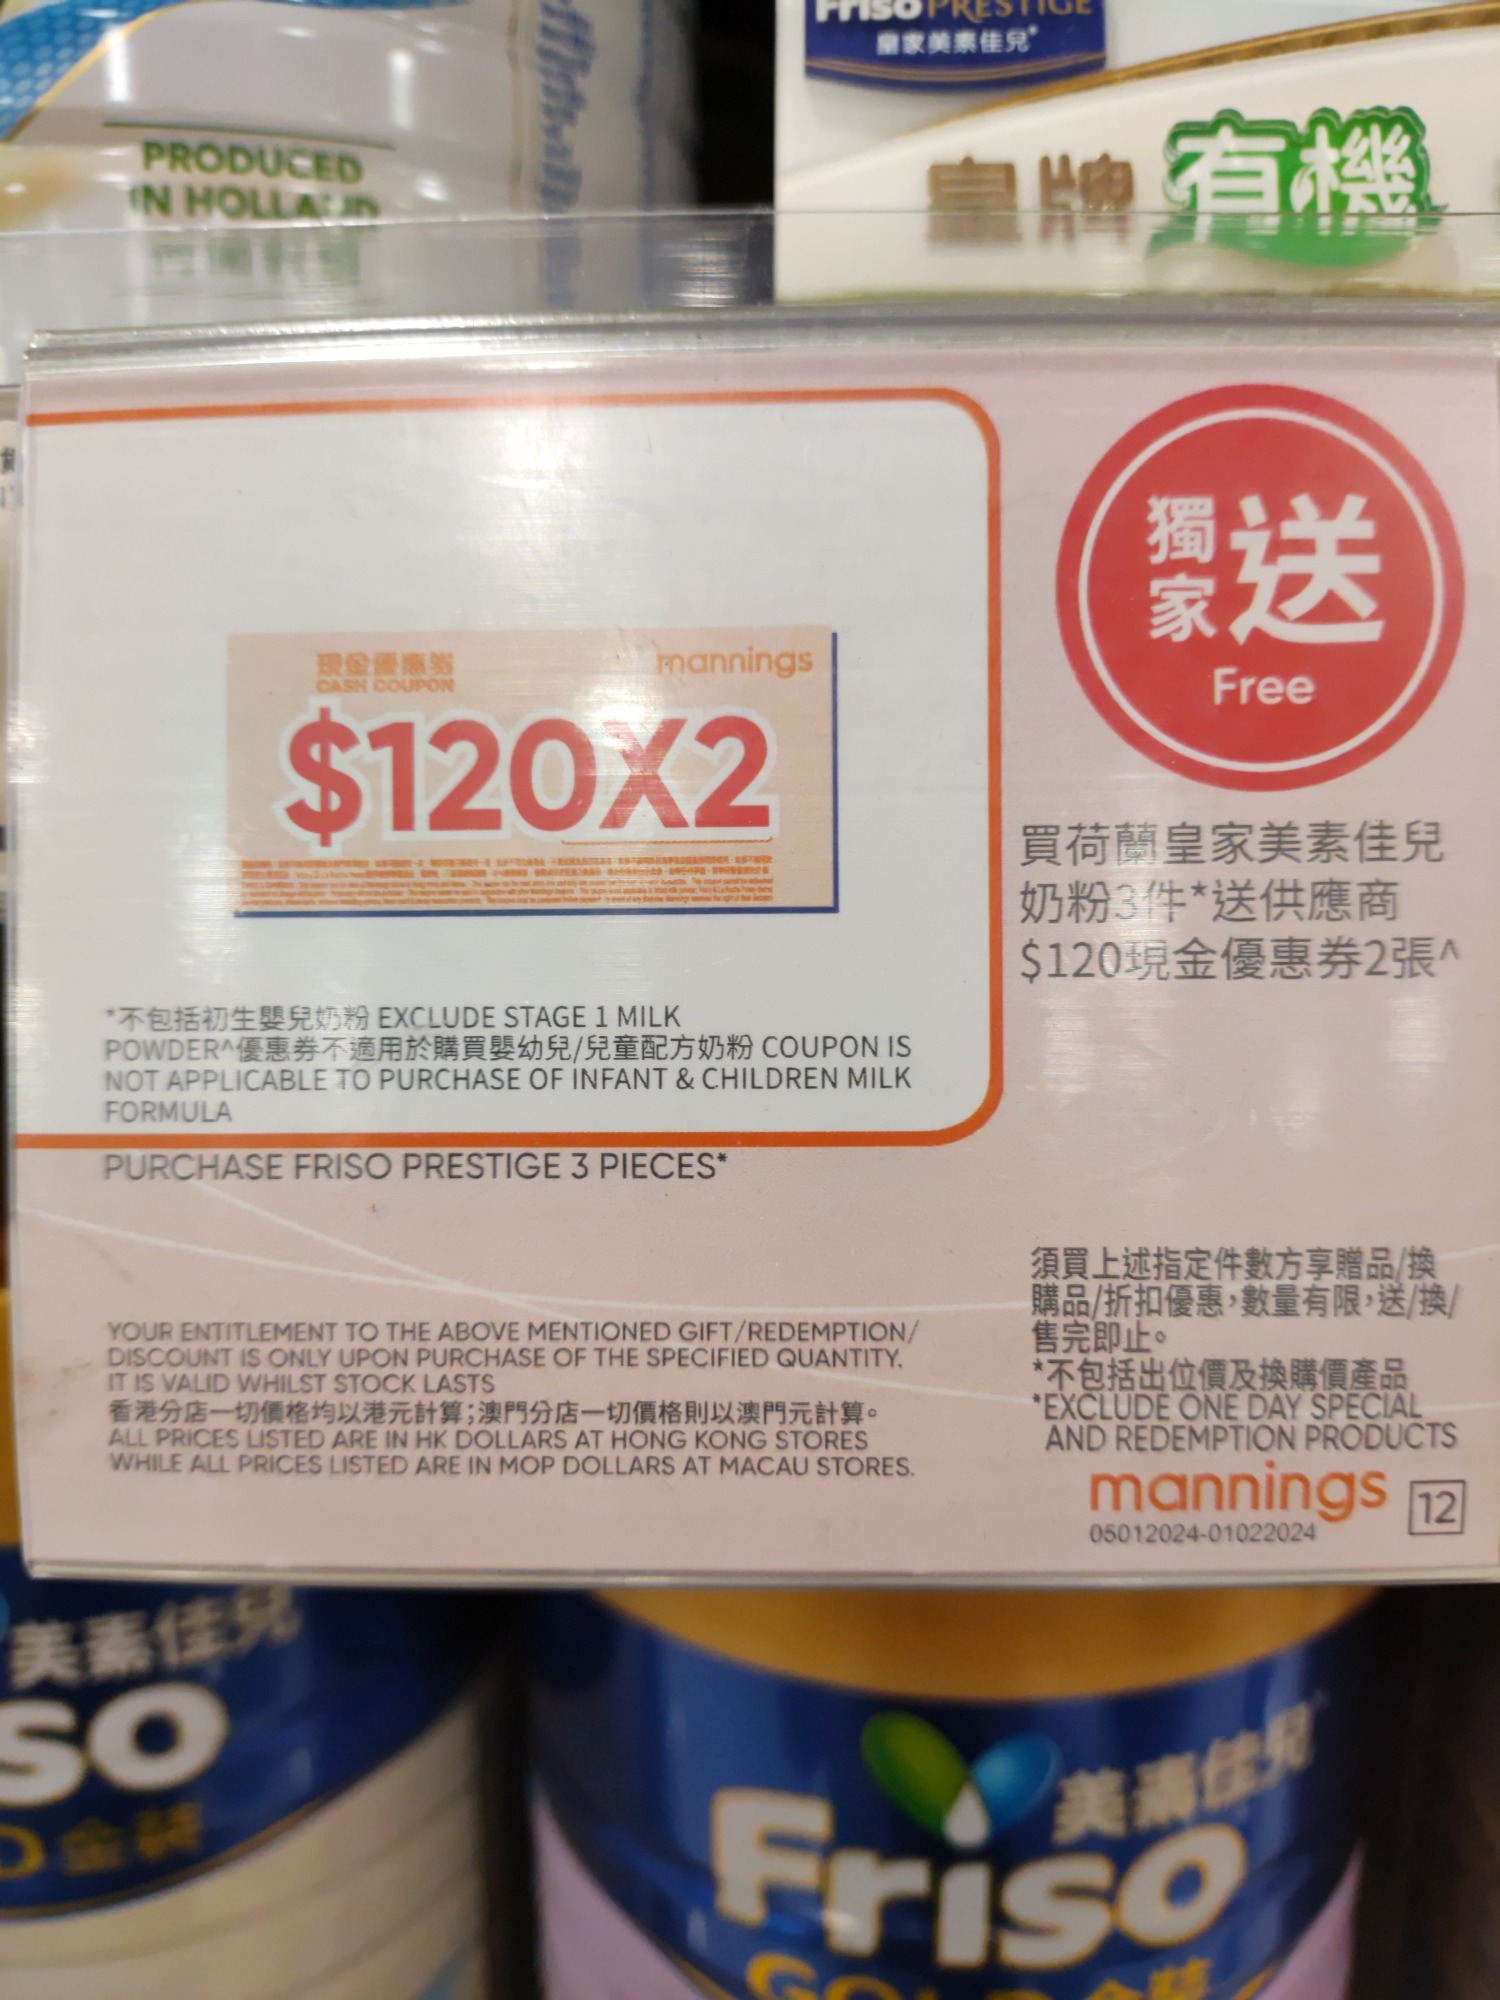 PRODUCED
IN HOLLAND
Friso PRESTIGE
皇家美素佳兒
皇牌有機
現金優惠券
CASH COUPON
mannings
$120X2
獨家送
Free
買荷蘭皇家美素佳兒
奶粉3件*送供應商
$120現金優惠券2張^
*不包括初生嬰兒奶粉 EXCLUDE STAGE 1 MILK
POWDER^優惠券不適用於購買嬰幼兒/兒童配方奶粉 COUPON IS
NOT APPLICABLE TO PURCHASE OF INFANT & CHILDREN MILK
FORMULA
PURCHASE FRISO PRESTIGE 3 PIECES*
YOUR ENTITLEMENT TO THE ABOVE MENTIONED GIFT/REDEMPTION/
DISCOUNT IS ONLY UPON PURCHASE OF THE SPECIFIED QUANTITY.
IT IS VALID WHILST STOCK LASTS
香港分店一切價格均以港元計算;澳門分店一切價格則以澳門元計算。
ALL PRICES LISTED ARE IN HK DOLLARS AT HONG KONG STORES
WHILE ALL PRICES LISTED ARE IN MOP DOLLARS AT MACAU STORES.
須買上述指定件數方享贈品/換
購品/折扣優惠,數量有限,送/換/
售完即止。
*不包括出位價及換購價產品
*EXCLUDE ONE DAY SPECIAL
AND REDEMPTION PRODUCTS
mannings
12
05012024-01022024
美素佳兒
so
D 金裝
美素佳兒
Friso
GOLD 金裝